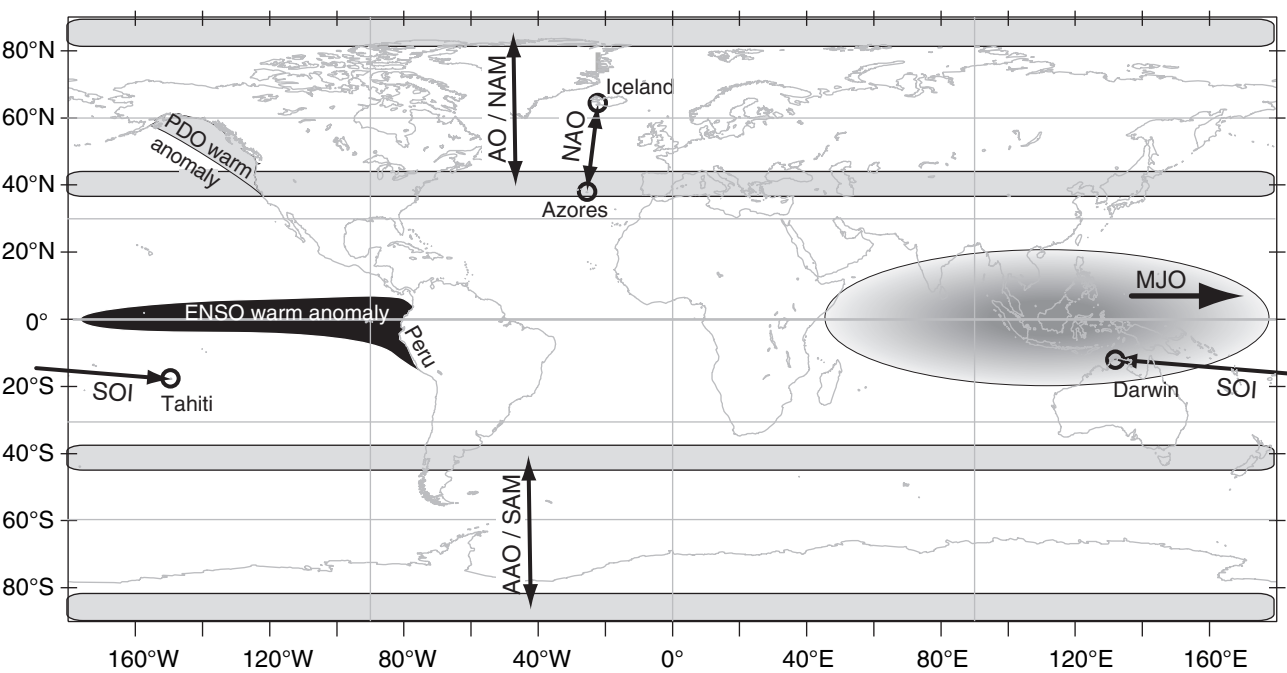 80°N
60°N
40°N
20°N
0°
20°S
40°S
60°S
80°S
AO / NAM
Iceland
NAO
Azores
PDO warm
anomaly
MJO
ENSO warm anomaly
Peru
SOI
Tahiti
Darwin
SOI
AAO / SAM
160°W
120°W
80°W
40°W
0°
40°E
80°E
120°E
160°E